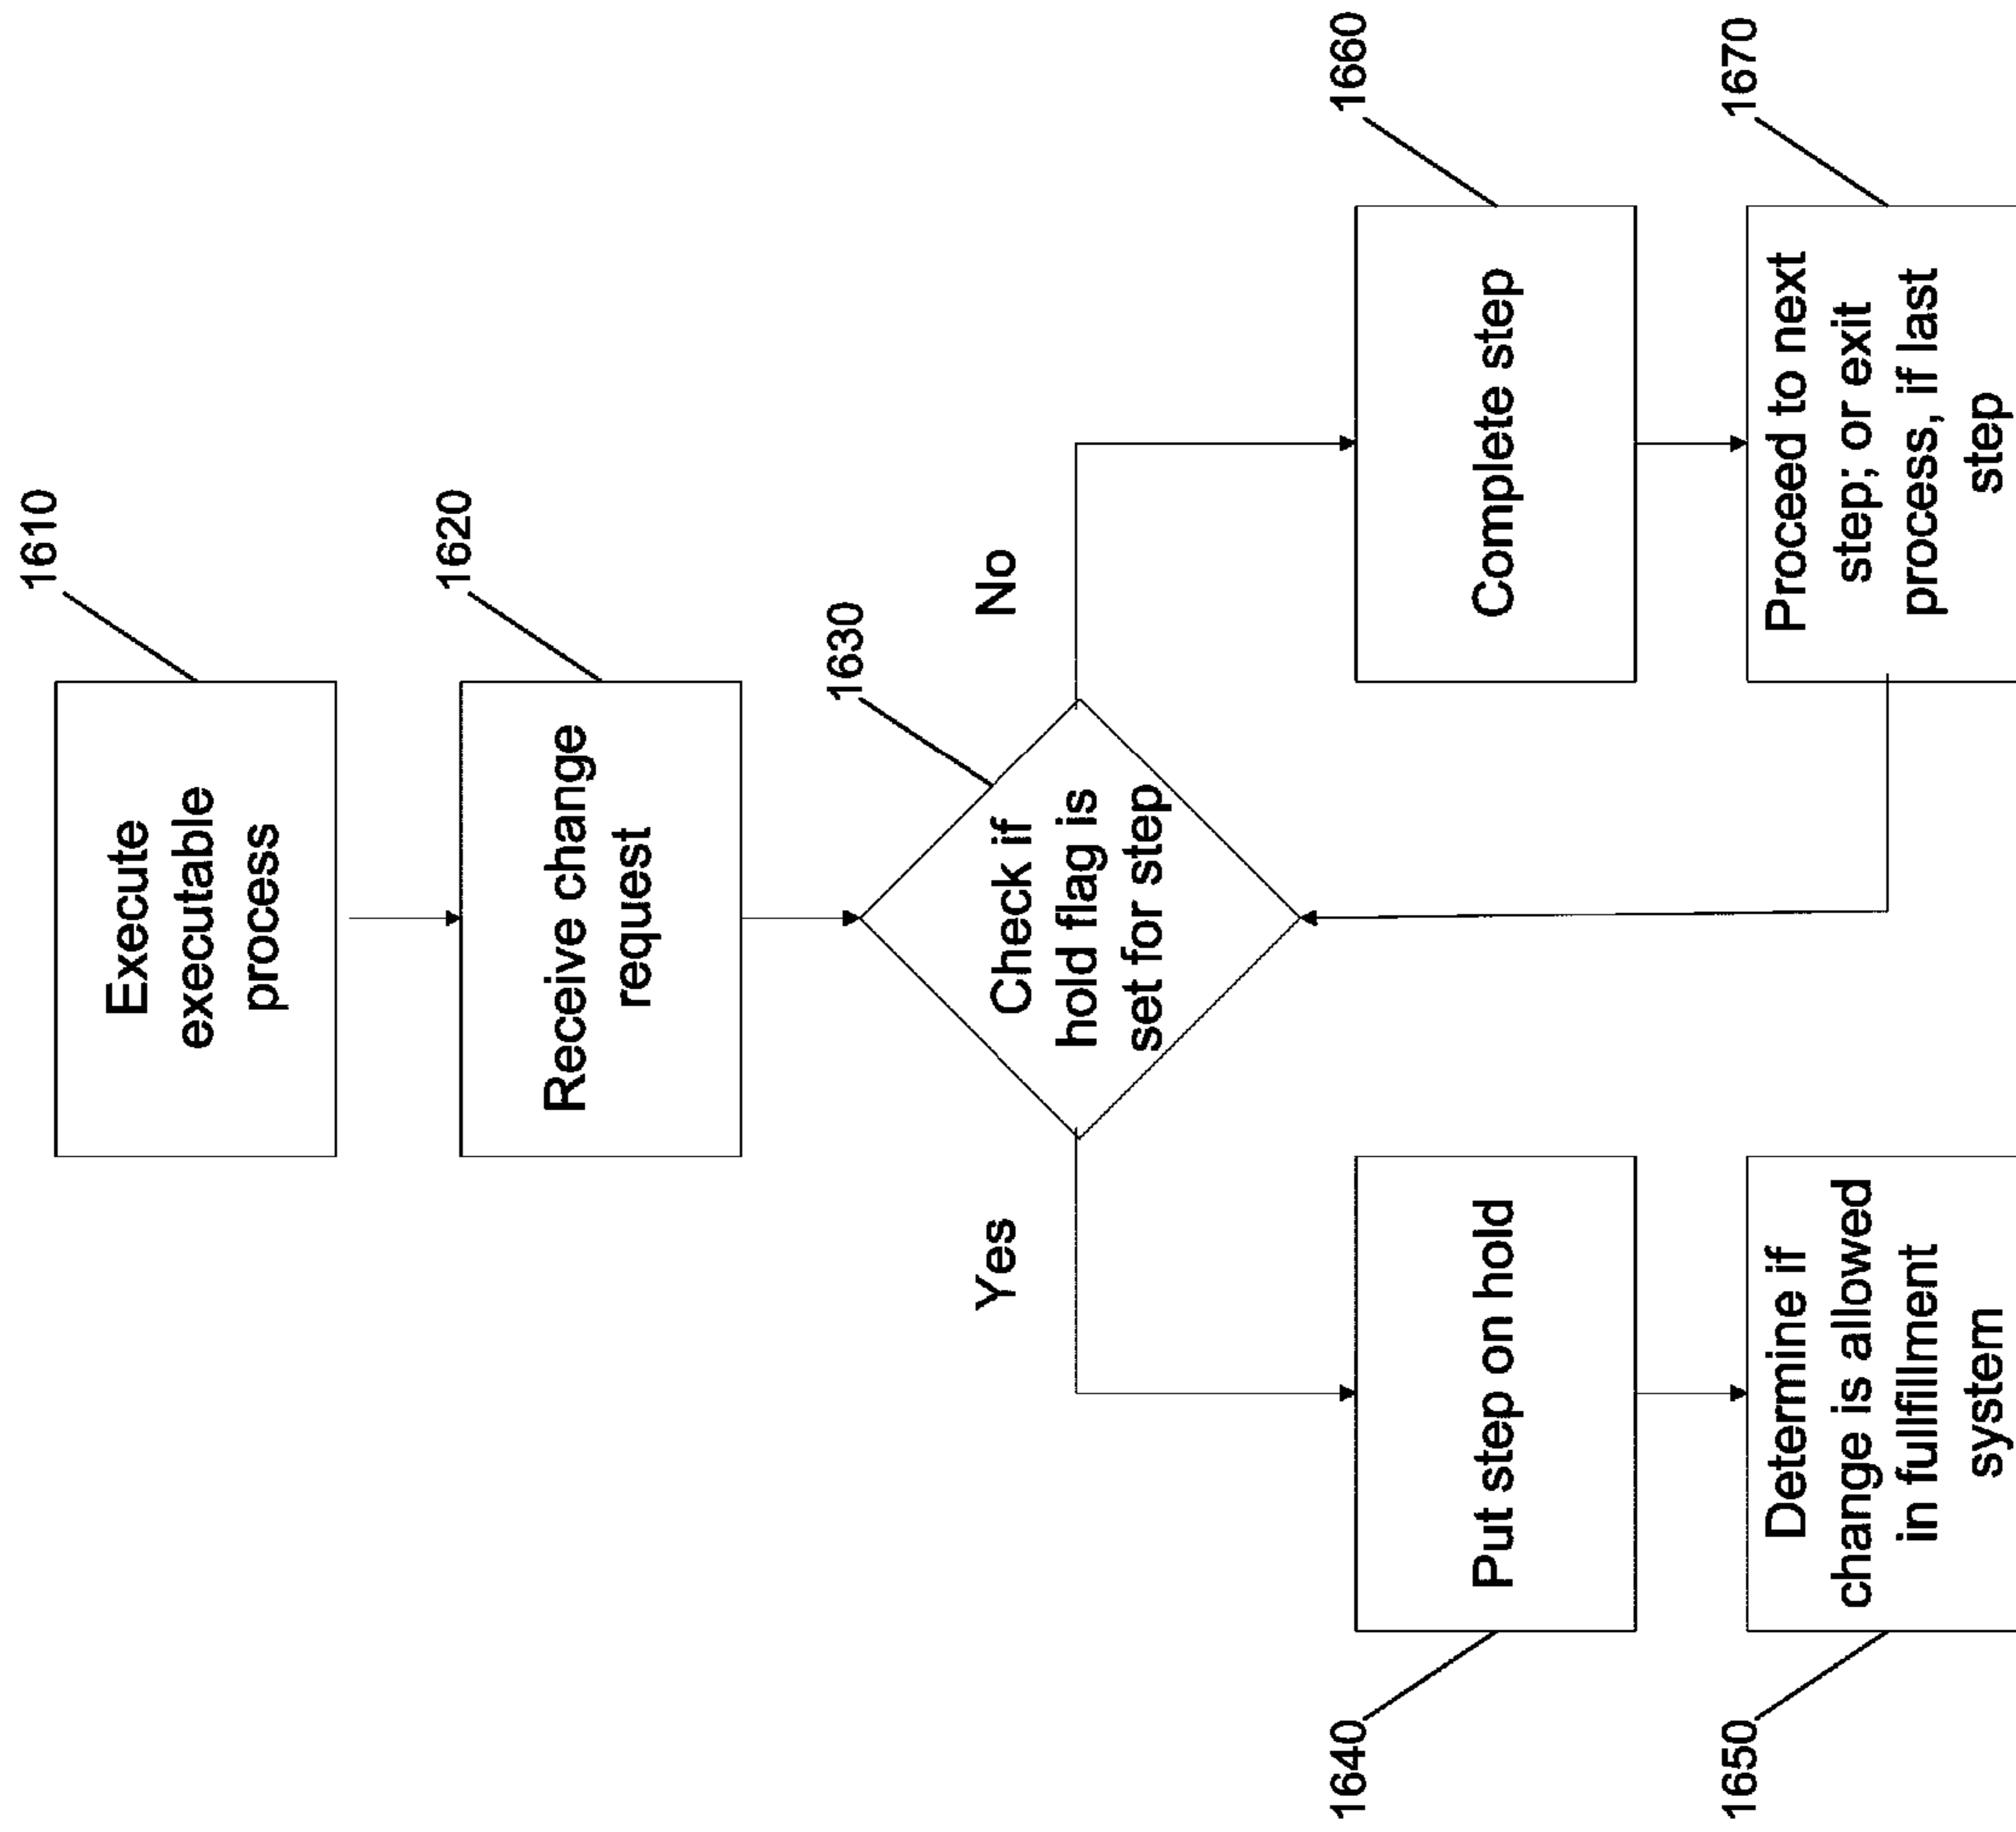 1610
Execute
executable
process
1620
Receive change
request
1630
Check if
hold flag is
set for step
Yes
No
1640
Put step on hold
1660
Complete step
1650
Determine if
change is allowed
in fullfillment
system
1670
Proceed to next
step; or exit
process, if last
step